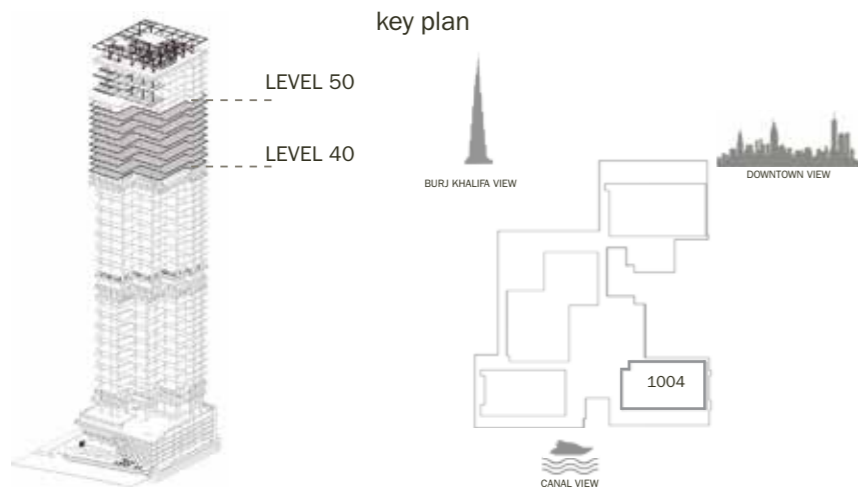 key plan
LEVEL 50
LEVEL 40
BURJ KHALIFA VIEW
DOWNTOWN VIEW
1004
CANAL VIEW